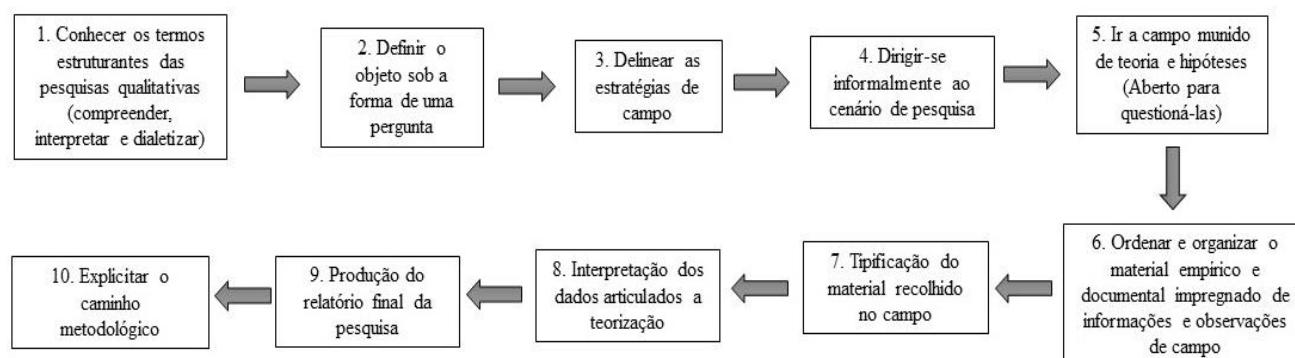 1. Conhecer os termos
estruturantes das
pesquisas qualitativas
(compreender,
interpretar e dialetizar)
2. Definir o
objeto sob a
forma de uma
pergunta
3. Delinear as
estratégias de
campo
4. Dirigir-se
informalmente ao
cenário de pesquisa
5. Ir a campo munido
de teoria e hipóteses
(Aberto para
questioná-las)
6. Ordenar e organizar o
material empírico e
documental impregnado de
informações e observações
de campo
7. Tipificação do
material recolhido
no campo
8. Interpretação dos
dados articulados a
teorização
9. Produção do
relatório final da
pesquisa
10. Explicitar o
caminho
metodológico